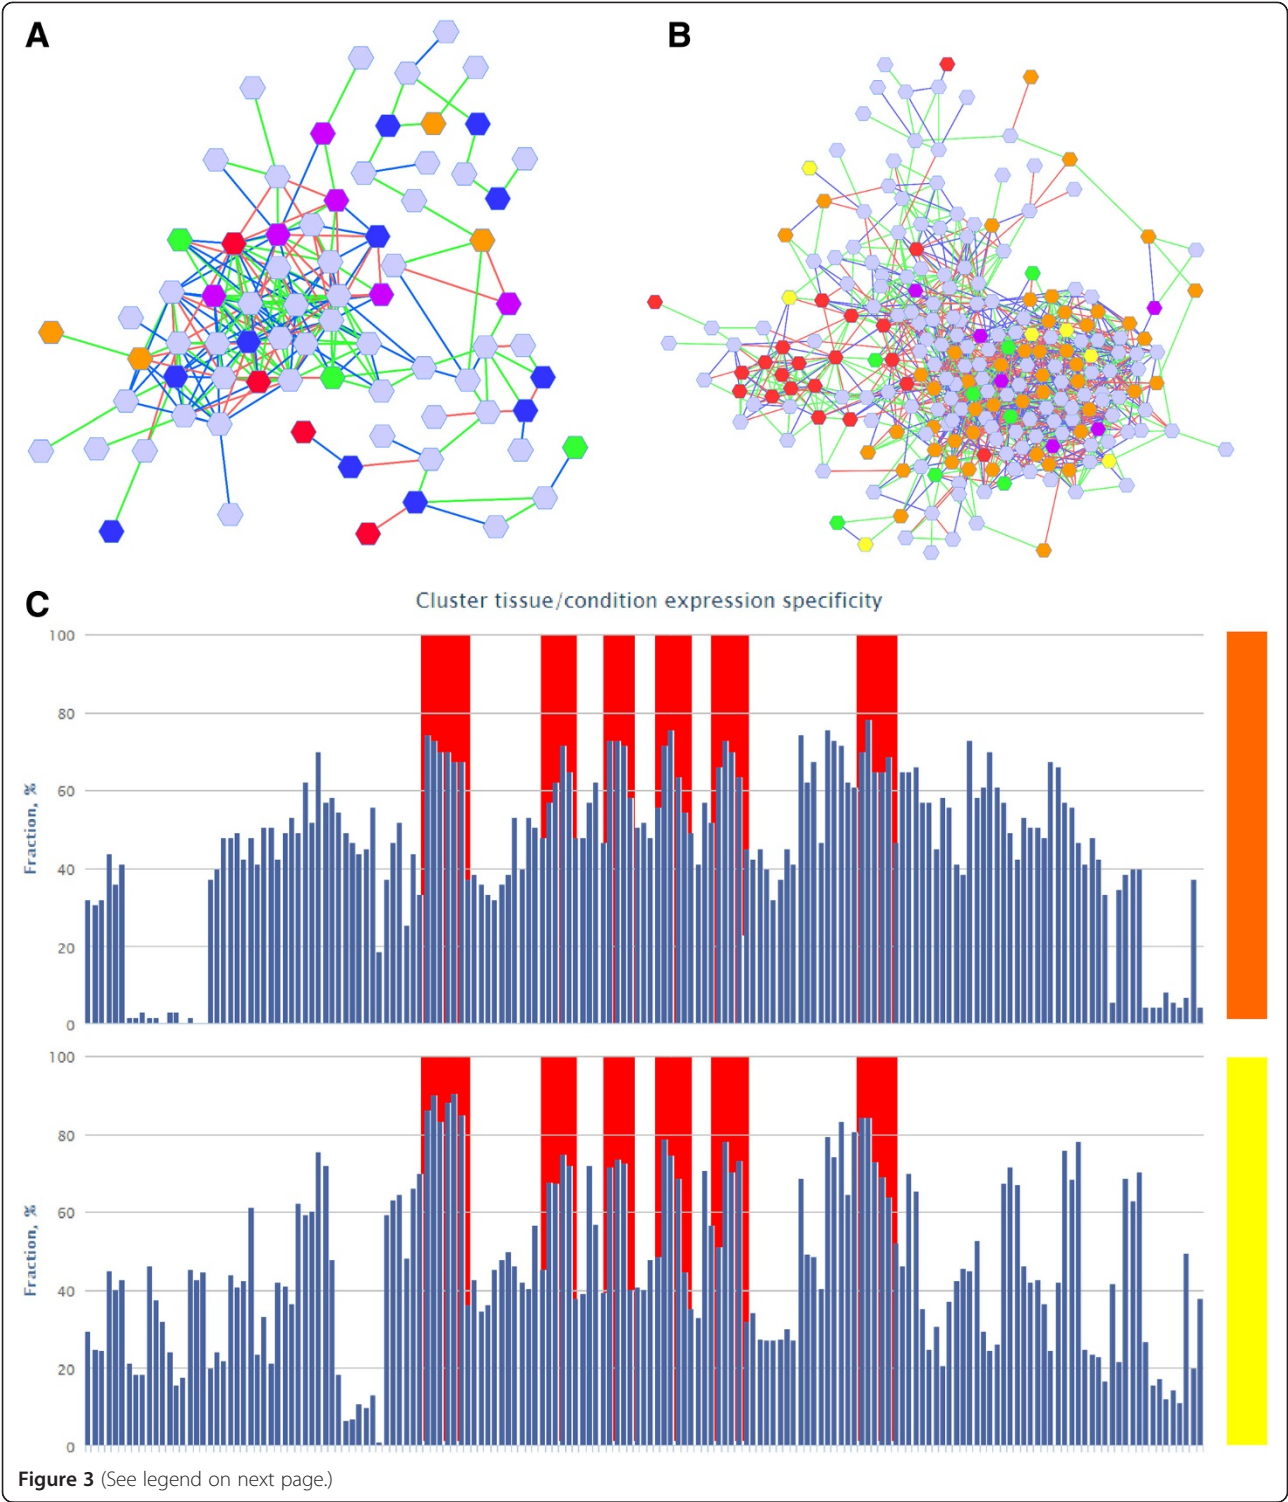 A
B
C
Cluster tissue/condition expression specificity
100
80
60
40
20
0
Fraction, %
100
80
60
40
20
0
Fraction, %
Figure 3 (See legend on next page.)